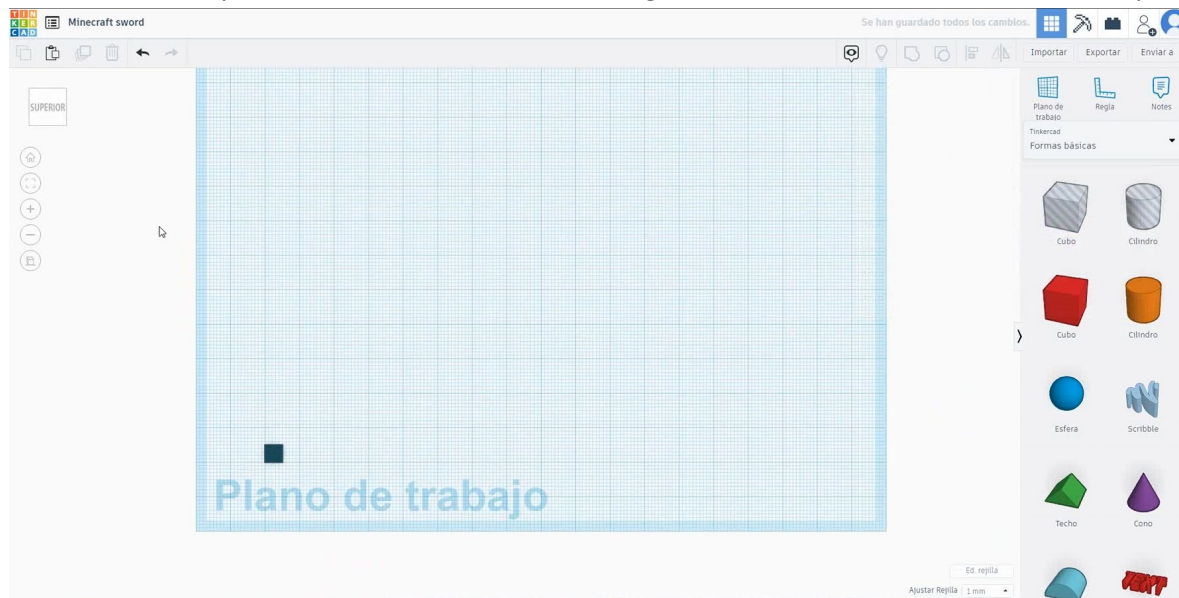 TIN
KER
CAD
Minecraft sword
Se han guardado todos los cambios.
Importar
Exportar
Enviar a
SUPERIOR
Plano de trabajo
Regla
Notes
Tinkercad
Formas básicas
Cubo
Cilindro
Cubo
Cilindro
Esfera
Scribble
Techo
Cono
TEXT
Plano de trabajo
Ed. rejilla
Ajustar Rejilla
1 mm